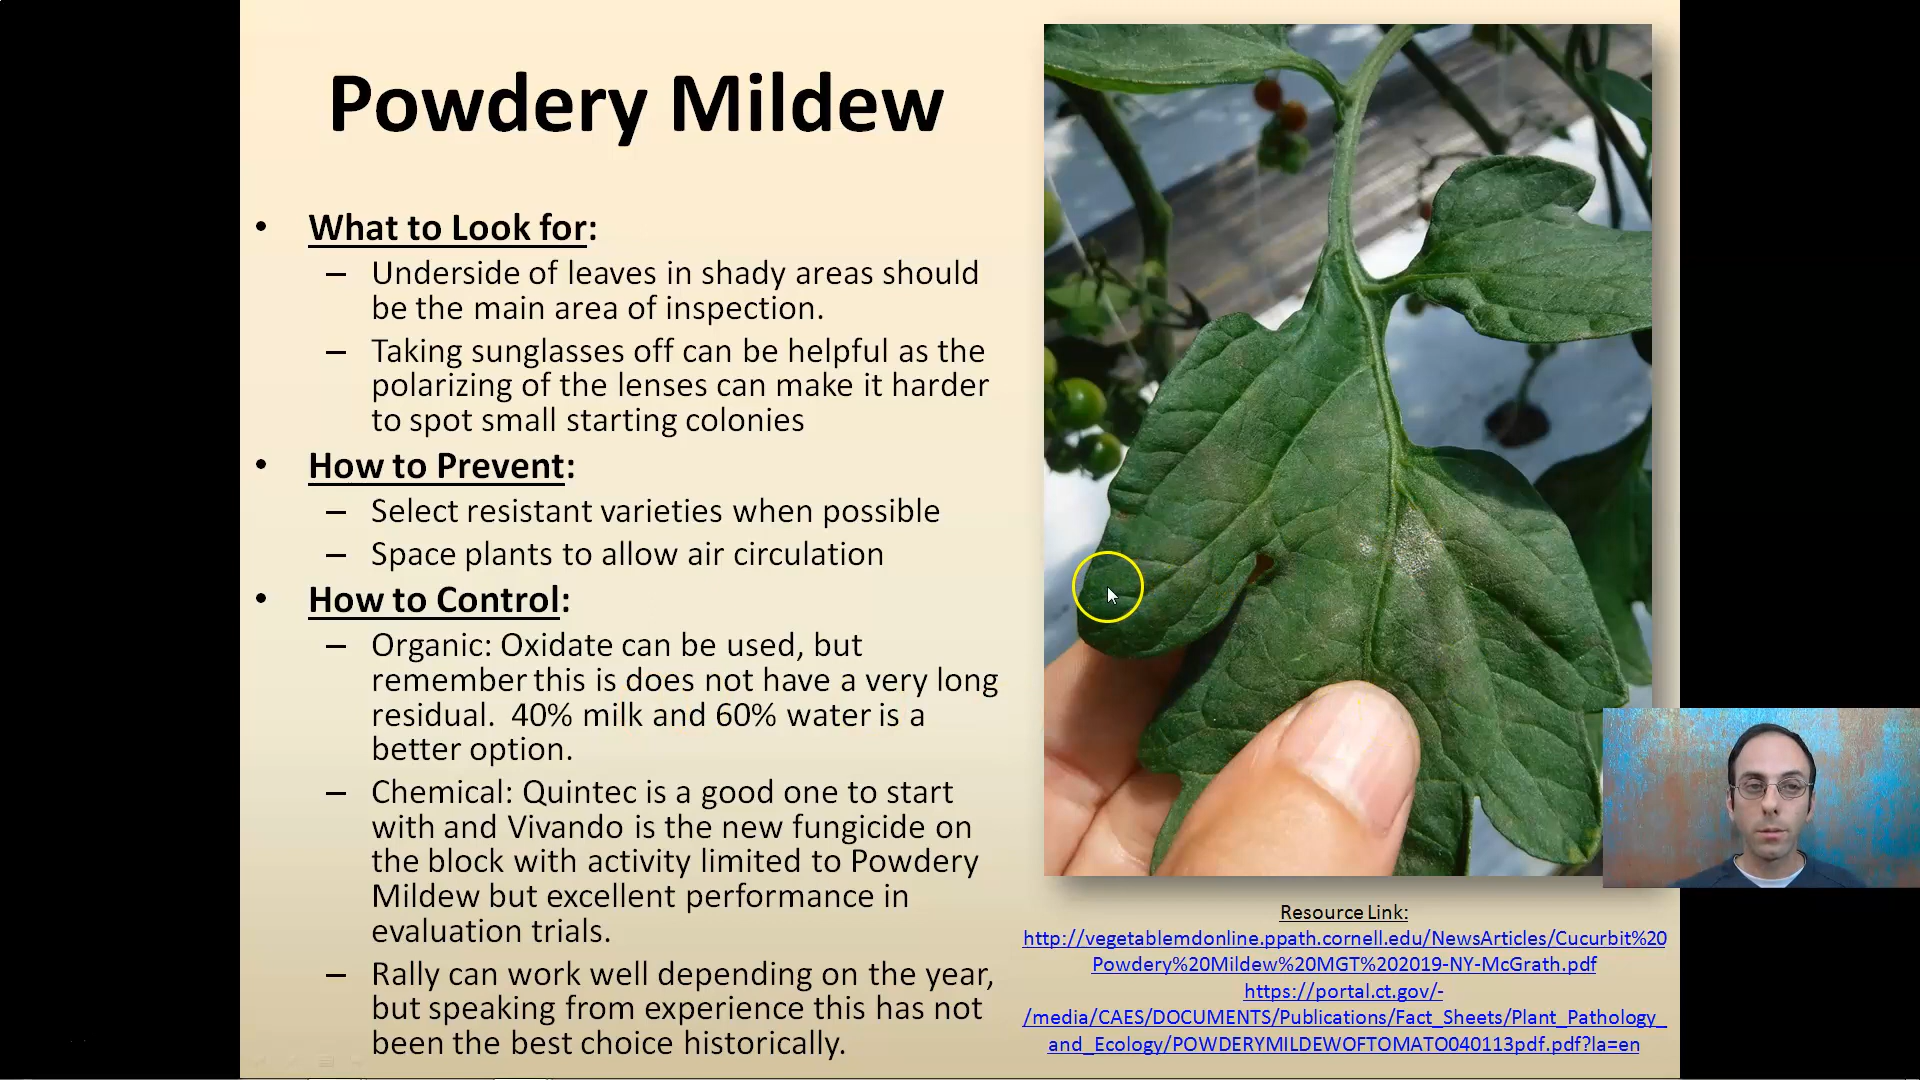 Powdery Mildew
• What to Look for:
– Underside of leaves in shady areas should
be the main area of inspection.
– Taking sunglasses off can be helpful as the
polarizing of the lenses can make it harder
to spot small starting colonies
• How to Prevent:
– Select resistant varieties when possible
– Space plants to allow air circulation
• How to Control:
– Organic: Oxidate can be used, but
remember this is does not have a very long
residual.  40% milk and 60% water is a
better option.
– Chemical: Quintec is a good one to start
with and Vivando is the new fungicide on
the block with activity limited to Powdery
Mildew but excellent performance in
evaluation trials.
– Rally can work well depending on the year,
but speaking from experience this has not
been the best choice historically.
Resource Link:
http://vegetablemdonline.ppath.cornell.edu/NewsArticles/Cucurbit%20
Powdery%20Mildew%20MGT%202019-NY-McGrath.pdf
https://portal.ct.gov/-
/media/CAES/DOCUMENTS/Publications/Fact_Sheets/Plant_Pathology_
and_Ecology/POWDERYMILDEWOFTOMATO040113pdf.pdf?la=en